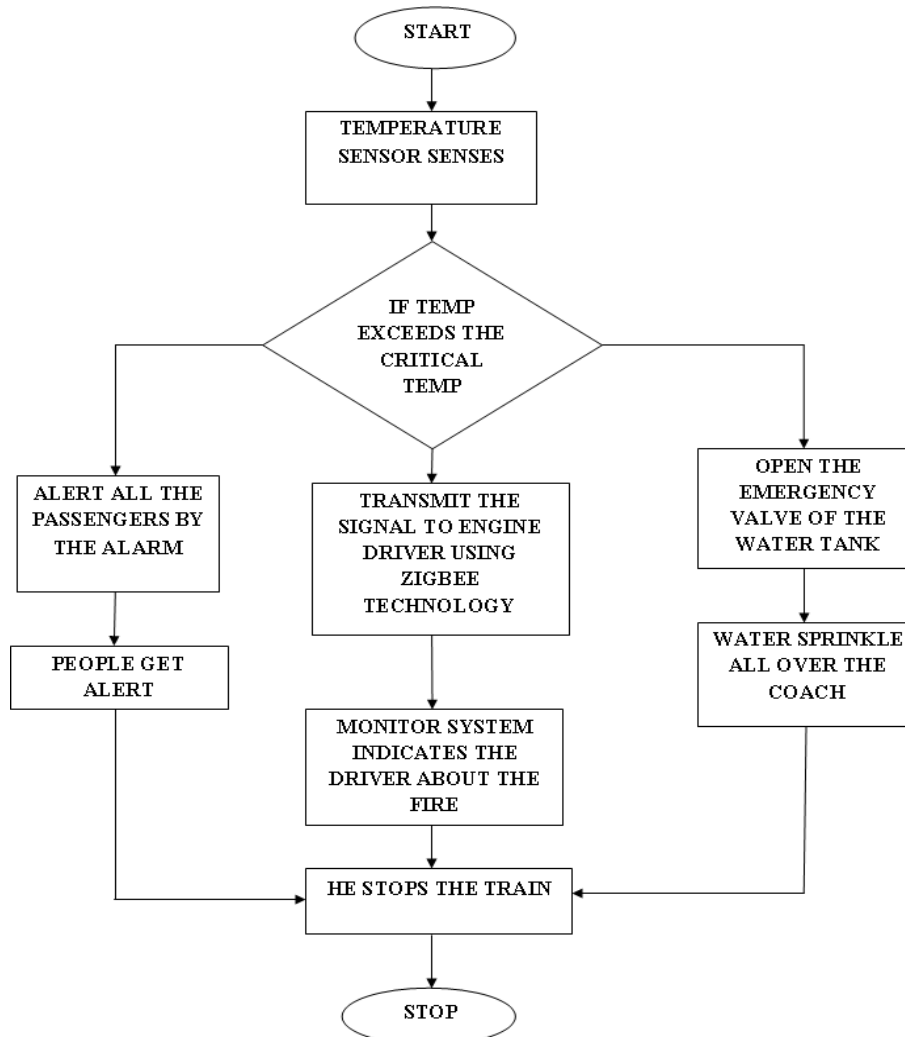 START
TEMPERATURE
SENSOR SENSES
IF TEMP
EXCEEDS THE
CRITICAL
TEMP
ALERT ALL THE
PASSENGERS BY
THE ALARM
TRANSMIT THE
SIGNAL TO ENGINE
DRIVER USING
ZIGBEE
TECHNOLOGY
OPEN THE
EMERGENCY
VALVE OF THE
WATER TANK
PEOPLE GET
ALERT
WATER SPRINKLE
ALL OVER THE
COACH
MONITOR SYSTEM
INDICATES THE
DRIVER ABOUT THE
FIRE
HE STOPS THE TRAIN
STOP